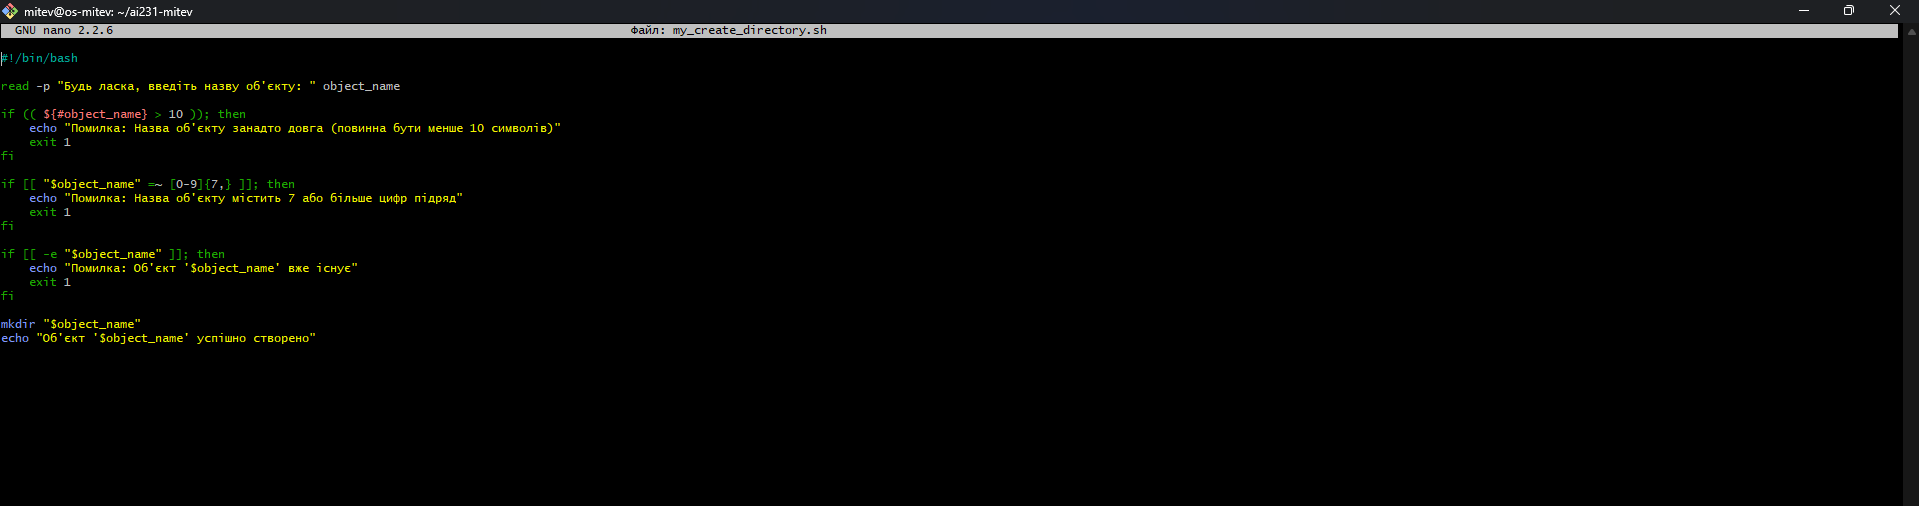 mitev@os-mitev: ~/ai231-mitev
GNU nano 2.2.6 Файл: my_create_directory.sh
#!/bin/bash
read -p "Будь ласка, введіть назву об'єкту: " object_name
if (( ${#object_name} > 10 )); then
    echo "Помилка: Назва об'єкту занадто довга (повинна бути менше 10 символів)"
    exit 1
fi
if [[ "$object_name" =~ [0-9]{7,} ]]; then
    echo "Помилка: Назва об'єкту містить 7 або більше цифр підряд"
    exit 1
fi
if [[ -e "$object_name" ]]; then
    echo "Помилка: Об'єкт '$object_name' вже існує"
    exit 1
fi
mkdir "$object_name"
echo "Об'єкт '$object_name' успішно створено"